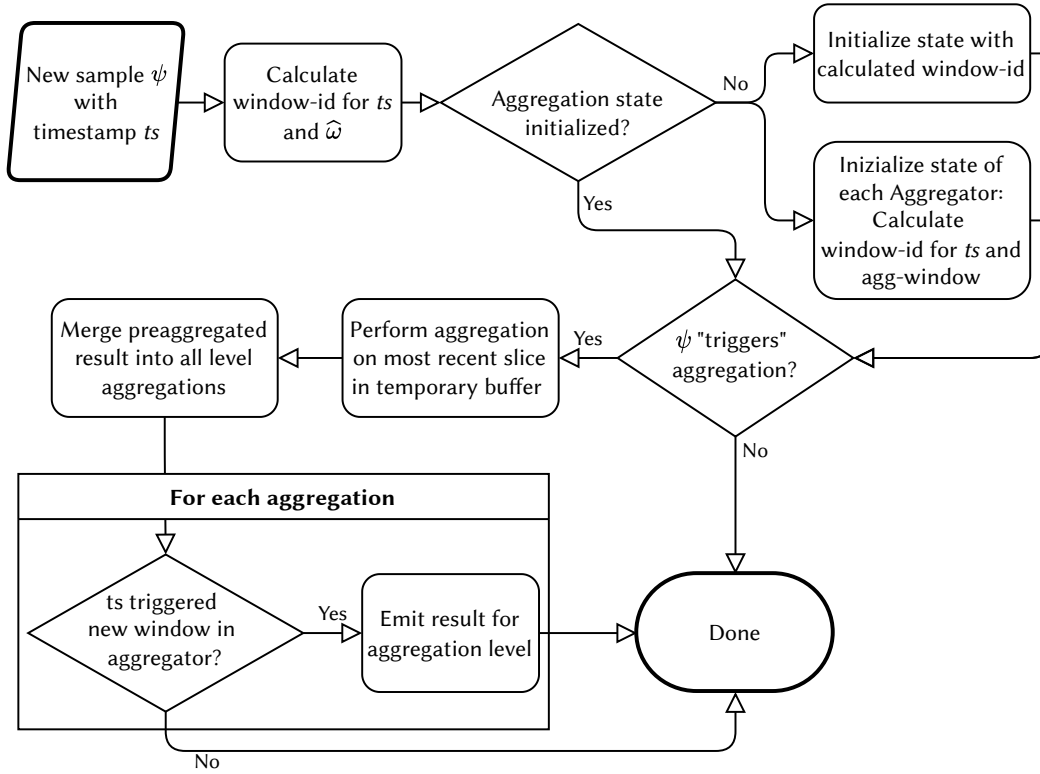 New sample ψ
with
timestamp ts
Calculate
window-id for ts
and ω̂
Aggregation state
initialized?
No
Initialize state with
calculated window-id
Inizialize state of
each Aggregator:
Calculate
window-id for ts and
agg-window
Yes
ψ "triggers"
aggregation?
Yes
Perform aggregation
on most recent slice
in temporary buffer
Merge preaggregated
result into all level
aggregations
No
For each aggregation
ts triggered
new window in
aggregator?
Yes
Emit result for
aggregation level
Done
No